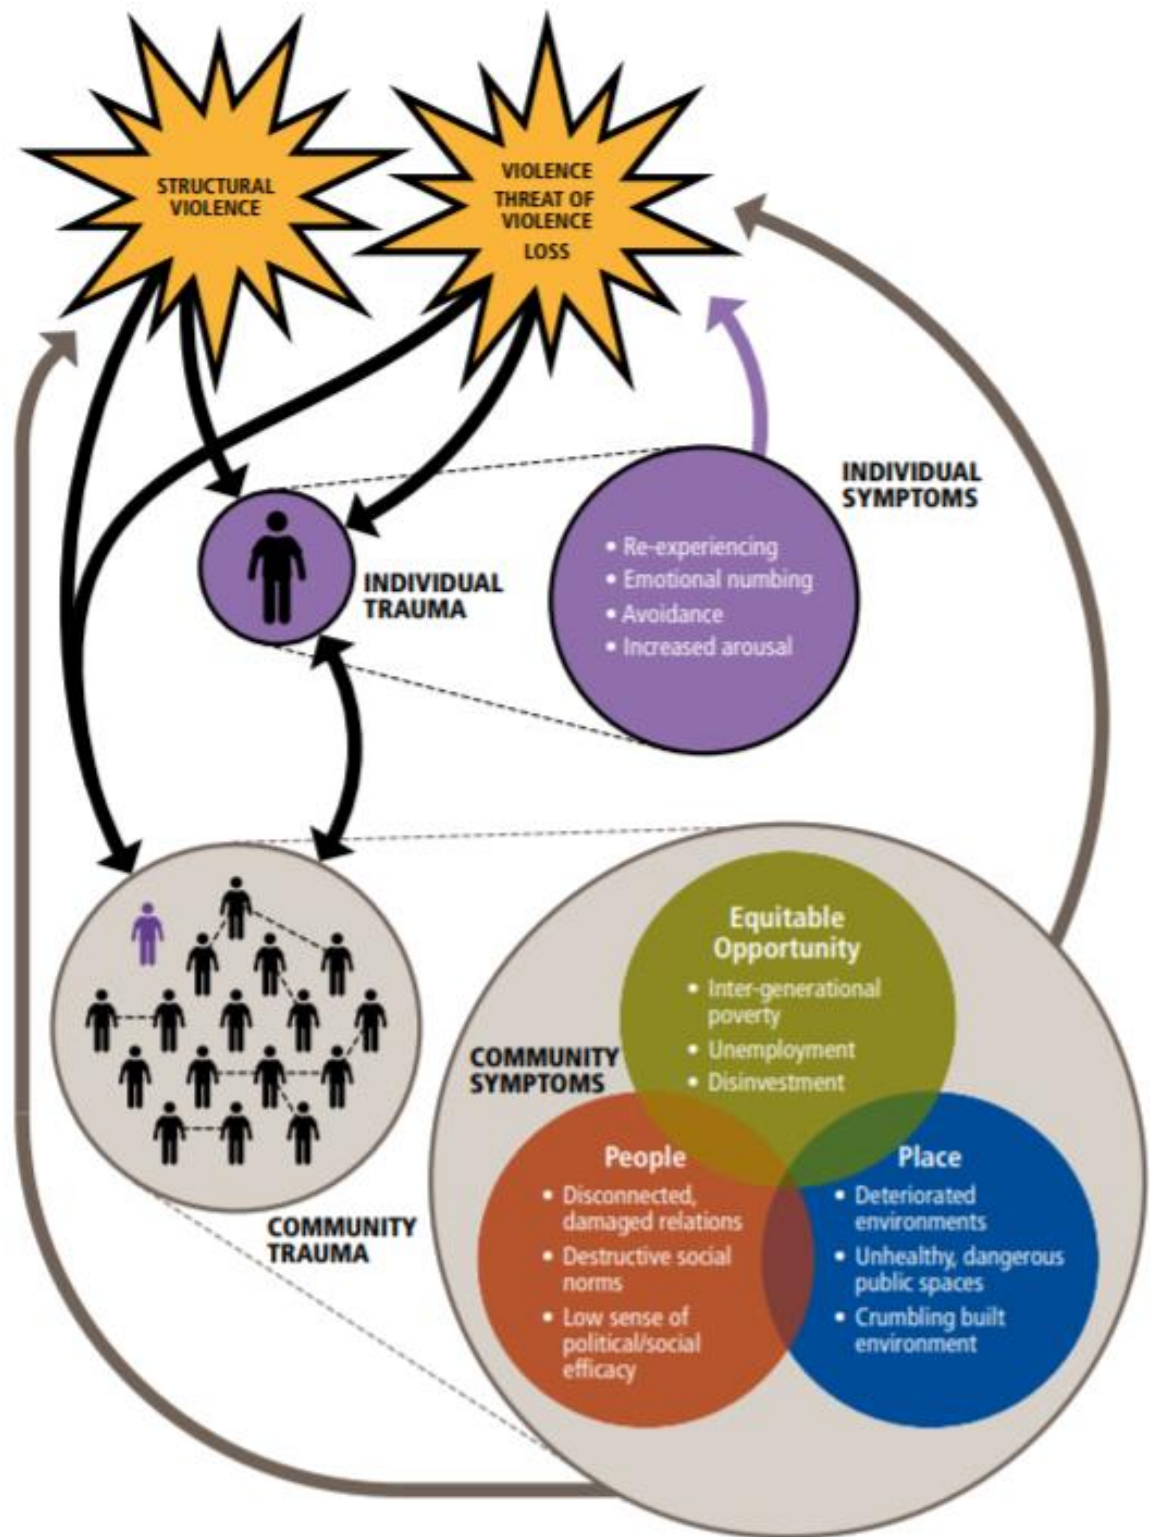 STRUCTURAL
VIOLENCE
VIOLENCE
THREAT OF
VIOLENCE
LOSS
INDIVIDUAL
SYMPTOMS
• Re-experiencing
• Emotional numbing
• Avoidance
• Increased arousal
INDIVIDUAL
TRAUMA
Equitable
Opportunity
• Inter-generational
poverty
• Unemployment
• Disinvestment
COMMUNITY
SYMPTOMS
People
• Disconnected,
damaged relations
• Destructive social
norms
• Low sense of
political/social
efficacy
Place
• Deteriorated
environments
• Unhealthy, dangerous
public spaces
• Crumbling built
environment
COMMUNITY
TRAUMA